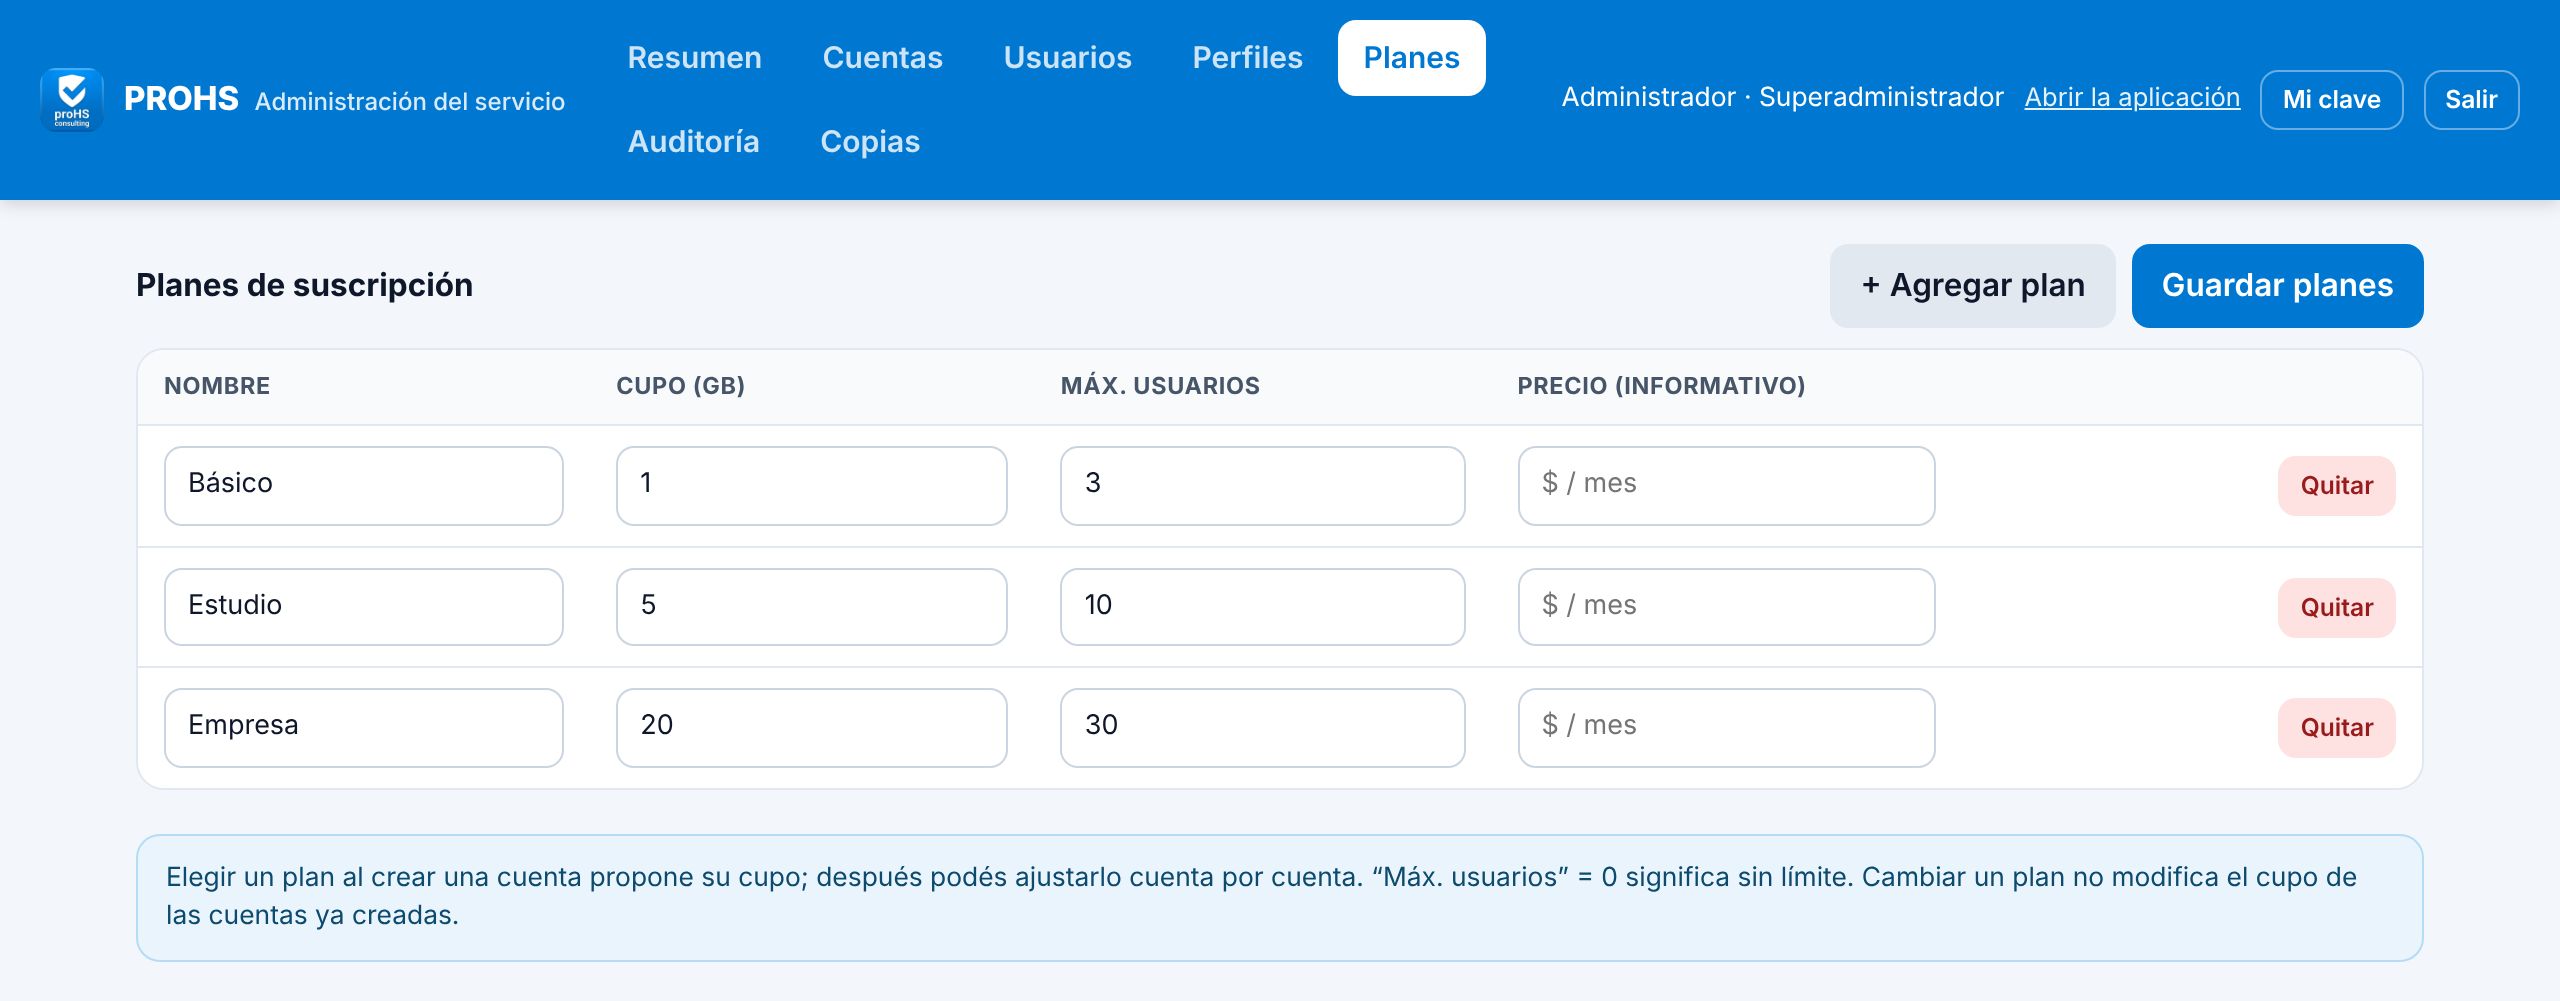 proHS
consulting
PROHS Administración del servicio
Resumen Cuentas Usuarios Perfiles Planes
Auditoría Copias
Administrador · Superadministrador Abrir la aplicación Mi clave Salir
Planes de suscripción
+ Agregar plan Guardar planes
NOMBRE CUPO (GB) MÁX. USUARIOS PRECIO (INFORMATIVO)
Básico 1 3 $ / mes Quitar
Estudio 5 10 $ / mes Quitar
Empresa 20 30 $ / mes Quitar
Elegir un plan al crear una cuenta propone su cupo; después podés ajustarlo cuenta por cuenta. “Máx. usuarios” = 0 significa sin límite. Cambiar un plan no modifica el cupo de
las cuentas ya creadas.